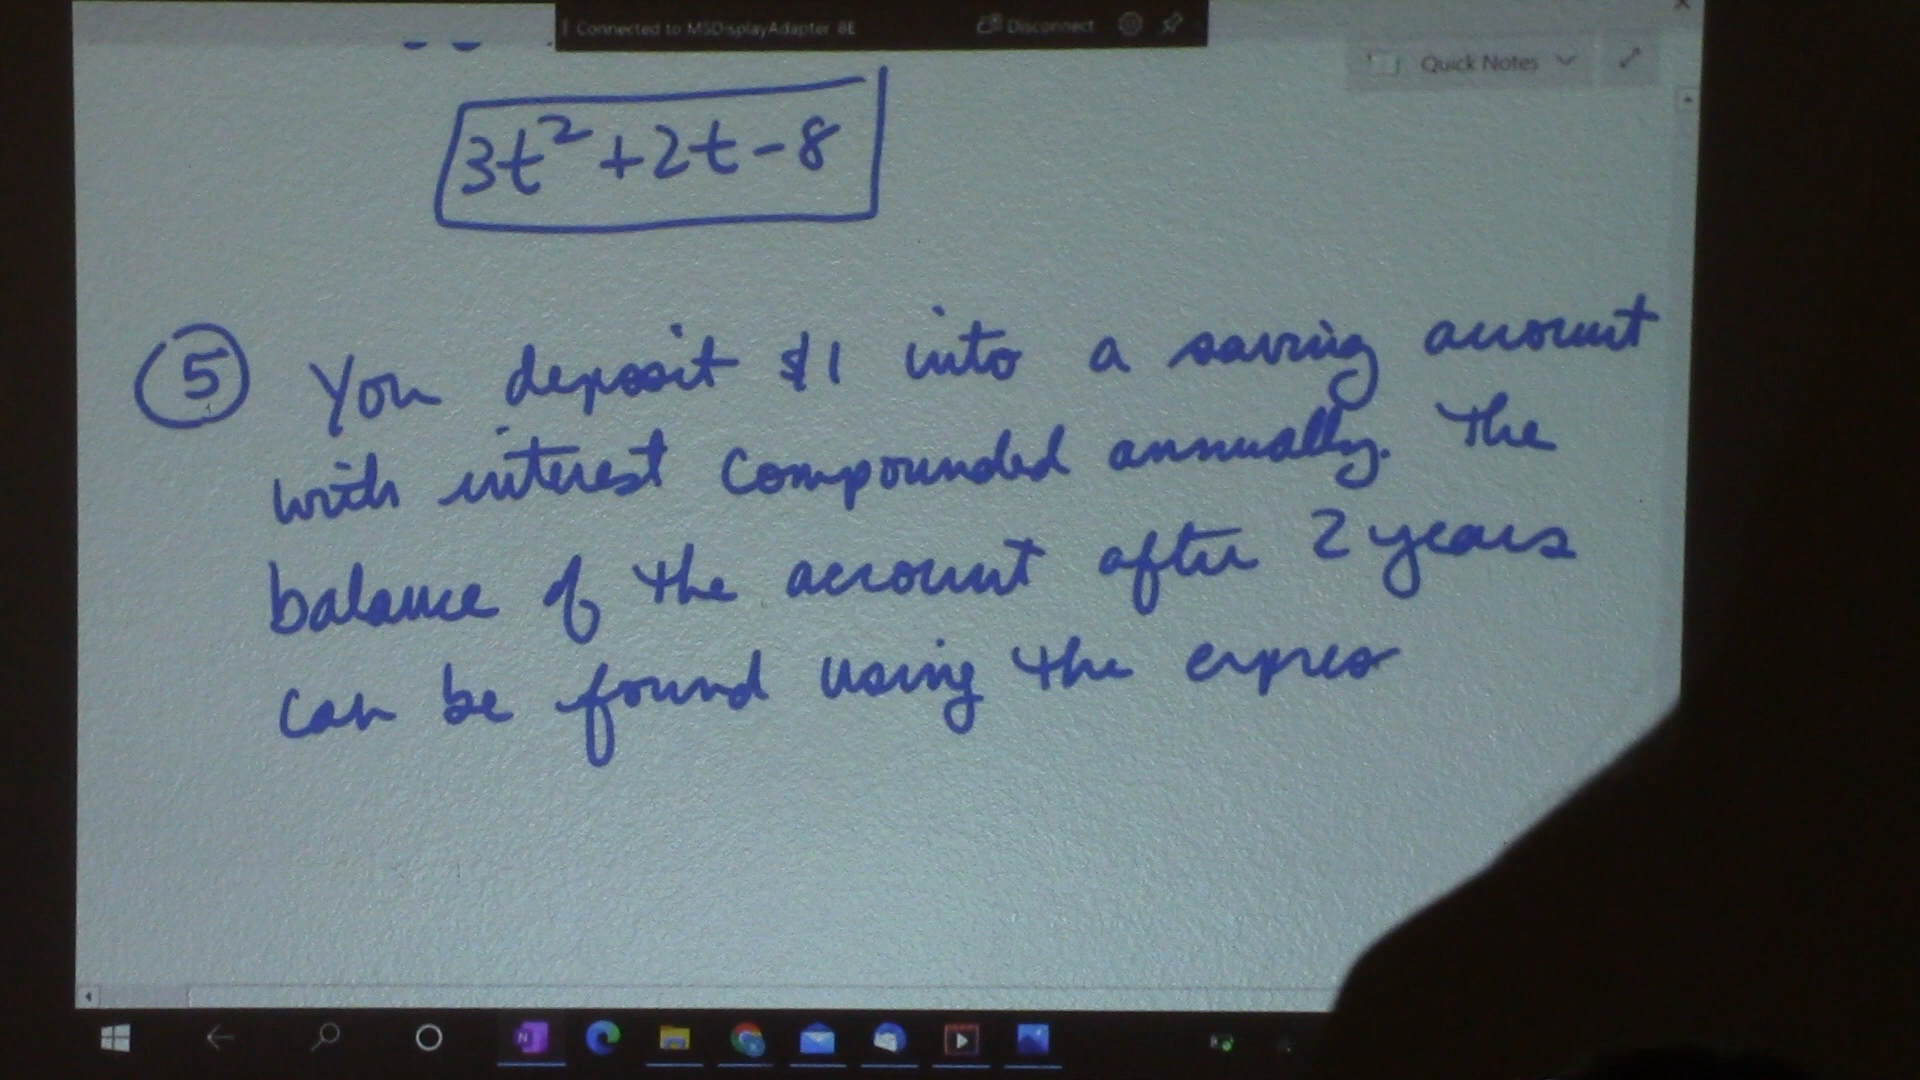 Connected to MSDisplayAdapter 8E
Disconnect
Quick Notes
3t²+2t-8
5 You deposit $1 into a saving account
with interest compounded annually. The
balance of the account after 2 years
can be found using the expres